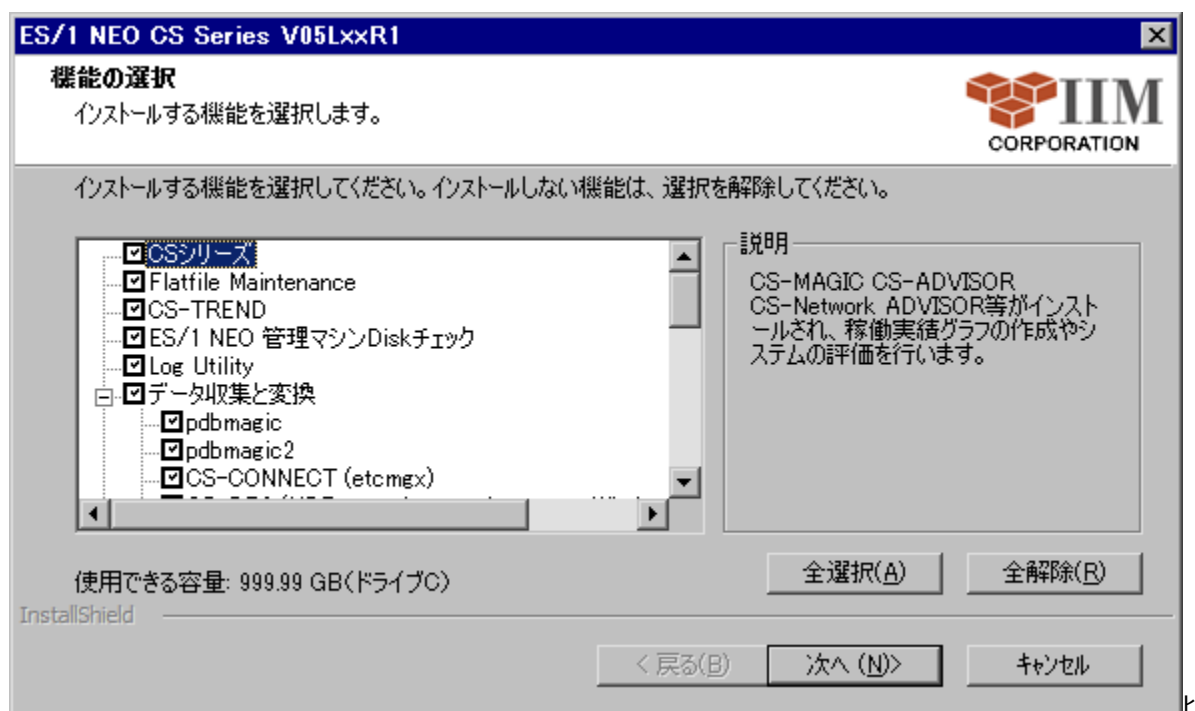 ES/1 NEO CS Series V05LxxR1
機能の選択
インストールする機能を選択します。
IIM
CORPORATION
インストールする機能を選択してください。インストールしない機能は、選択を解除してください。
CSシリーズ
Flatfile Maintenance
CS-TREND
ES/1 NEO 管理マシンDiskチェック
Log Utility
データ収集と変換
pdbmagic
pdbmagic2
CS-CONNECT (etcmgx)
説明
CS-MAGIC CS-ADVISOR
CS-Network ADVISOR等がインスト
ールされ、稼働実績グラフの作成やシ
ステムの評価を行います。
使用できる容量: 999.99 GB(ドライブC)
全選択(A)
全解除(R)
InstallShield
< 戻る(B)
次へ (N)>
キャンセル